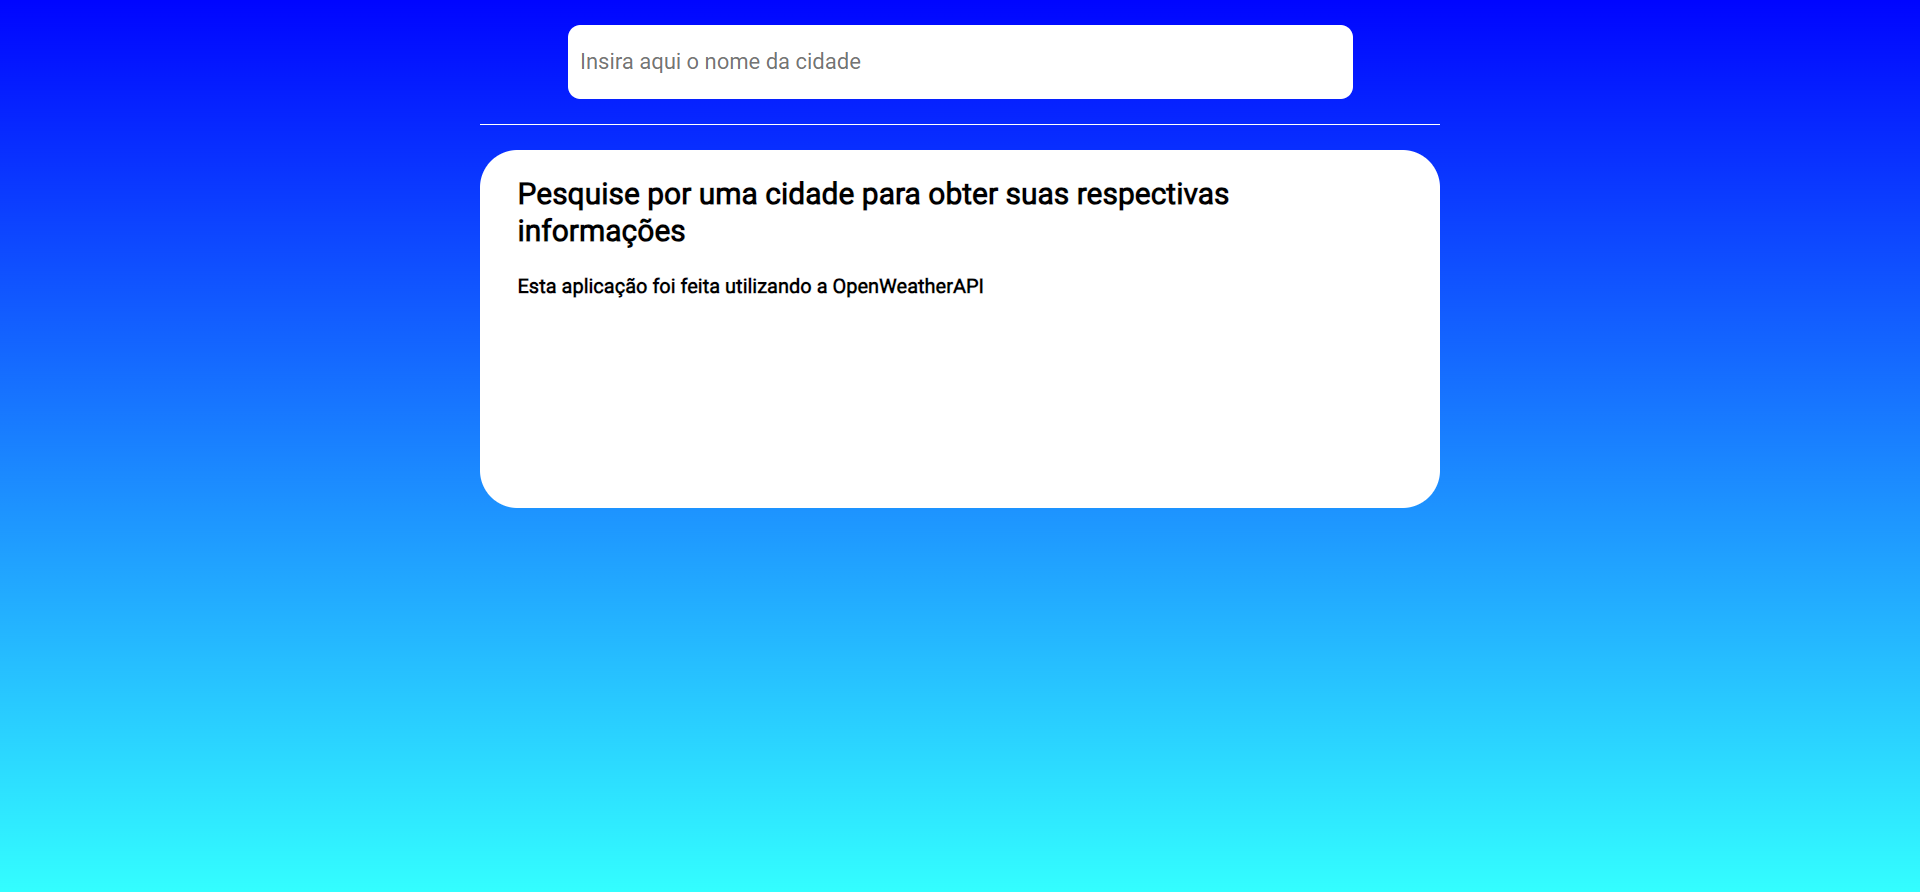 Insira aqui o nome da cidade
Pesquise por uma cidade para obter suas respectivas
informações
Esta aplicação foi feita utilizando a OpenWeatherAPI